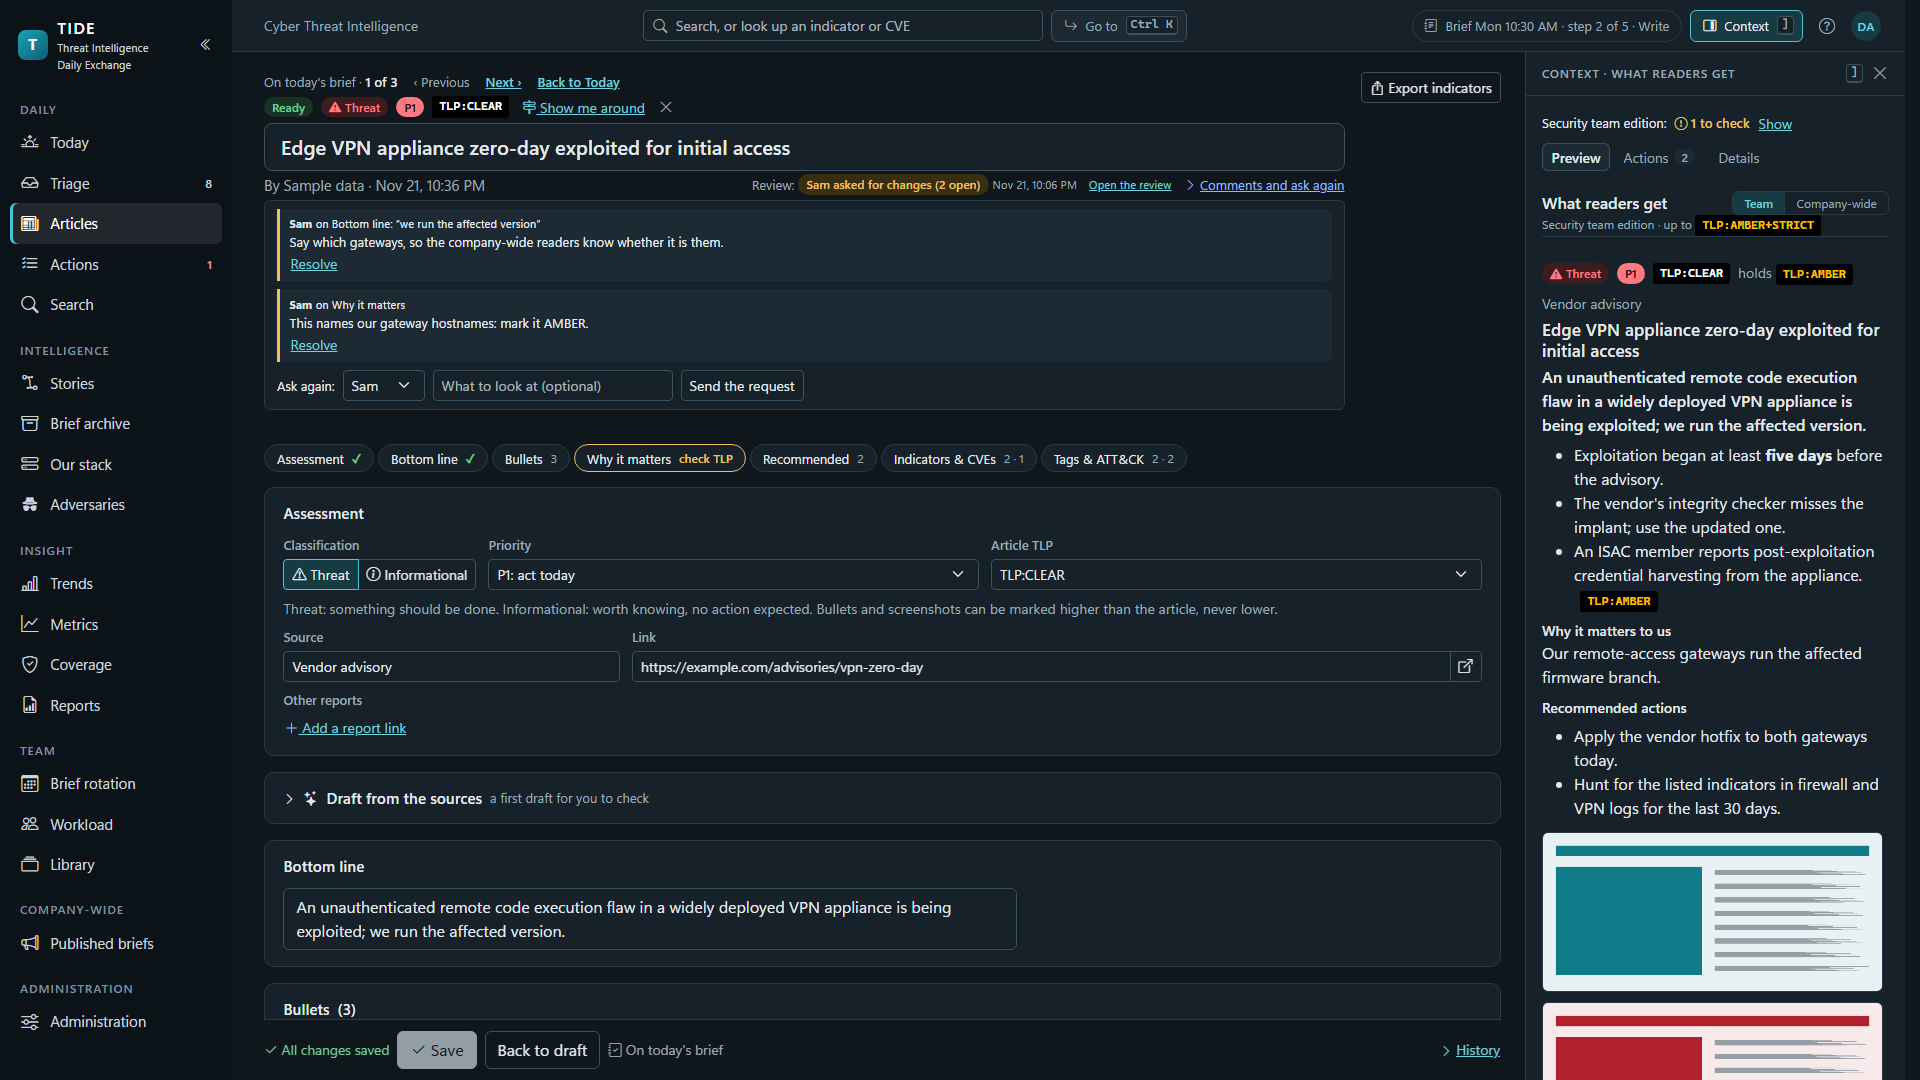 T
TIDE
Threat Intelligence
Daily Exchange
DAILY
Today
Triage 8
Articles
Actions 1
Search
INTELLIGENCE
Stories
Brief archive
Our stack
Adversaries
INSIGHT
Trends
Metrics
Coverage
Reports
TEAM
Brief rotation
Workload
Library
COMPANY-WIDE
Published briefs
ADMINISTRATION
Administration
Cyber Threat Intelligence
Search, or look up an indicator or CVE
Go to Ctrl K
Brief Mon 10:30 AM · step 2 of 5 · Write
Context ]
DA
On today's brief · 1 of 3 ‹ Previous Next › Back to Today
Ready Threat P1 TLP:CLEAR Show me around
Export indicators
Edge VPN appliance zero-day exploited for initial access
By Sample data · Nov 21, 10:36 PM
Review: Sam asked for changes (2 open) Nov 21, 10:06 PM Open the review Comments and ask again
Sam on Bottom line: “we run the affected version”
Say which gateways, so the company-wide readers know whether it is them.
Resolve
Sam on Why it matters
This names our gateway hostnames: mark it AMBER.
Resolve
Ask again: Sam What to look at (optional) Send the request
Assessment Bottom line Bullets 3 Why it matters check TLP Recommended 2 Indicators & CVEs 2 · 1 Tags & ATT&CK 2 · 2
Assessment
Classification Priority Article TLP
Threat Informational P1: act today TLP:CLEAR
Threat: something should be done. Informational: worth knowing, no action expected. Bullets and screenshots can be marked higher than the article, never lower.
Source Link
Vendor advisory https://example.com/advisories/vpn-zero-day
Other reports
+ Add a report link
Draft from the sources a first draft for you to check
Bottom line
An unauthenticated remote code execution flaw in a widely deployed VPN appliance is being
exploited; we run the affected version.
Bullets (3)
All changes saved Save Back to draft On today's brief History
CONTEXT · WHAT READERS GET ]
Security team edition: 1 to check Show
Preview Actions 2 Details
What readers get Team Company-wide
Security team edition · up to TLP:AMBER+STRICT
Threat P1 TLP:CLEAR holds TLP:AMBER
Vendor advisory
Edge VPN appliance zero-day exploited for
initial access
An unauthenticated remote code execution
flaw in a widely deployed VPN appliance is
being exploited; we run the affected version.
• Exploitation began at least five days before
the advisory.
• The vendor's integrity checker misses the
implant; use the updated one.
• An ISAC member reports post-exploitation
credential harvesting from the appliance.
TLP:AMBER
Why it matters to us
Our remote-access gateways run the affected
firmware branch.
Recommended actions
• Apply the vendor hotfix to both gateways
today.
• Hunt for the listed indicators in firewall and
VPN logs for the last 30 days.